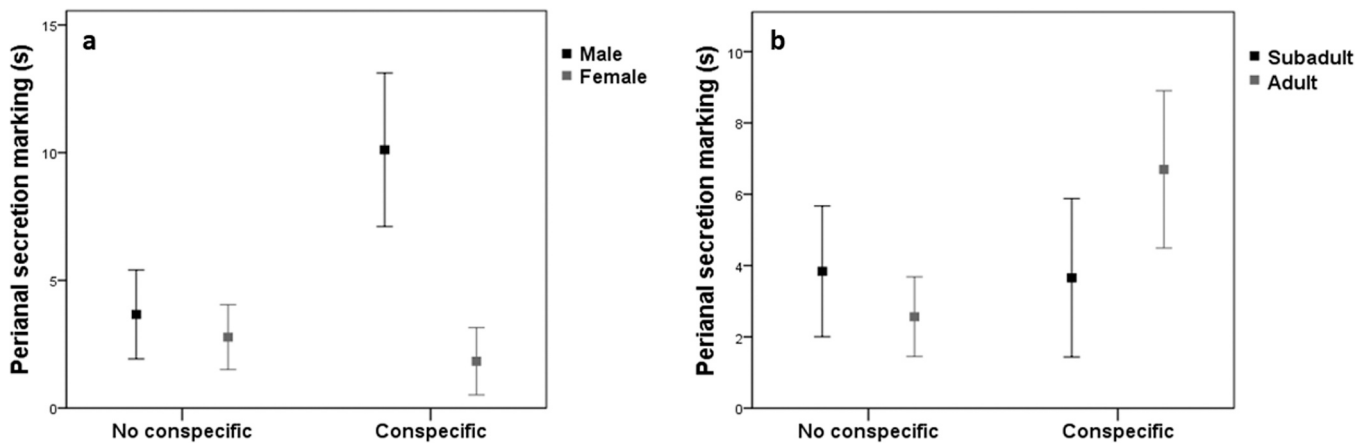 a
Perianal secretion marking (s)
15
10
5
0
No conspecific
Conspecific
Male
Female
b
Perianal secretion marking (s)
10
8
6
4
2
0
No conspecific
Conspecific
Subadult
Adult